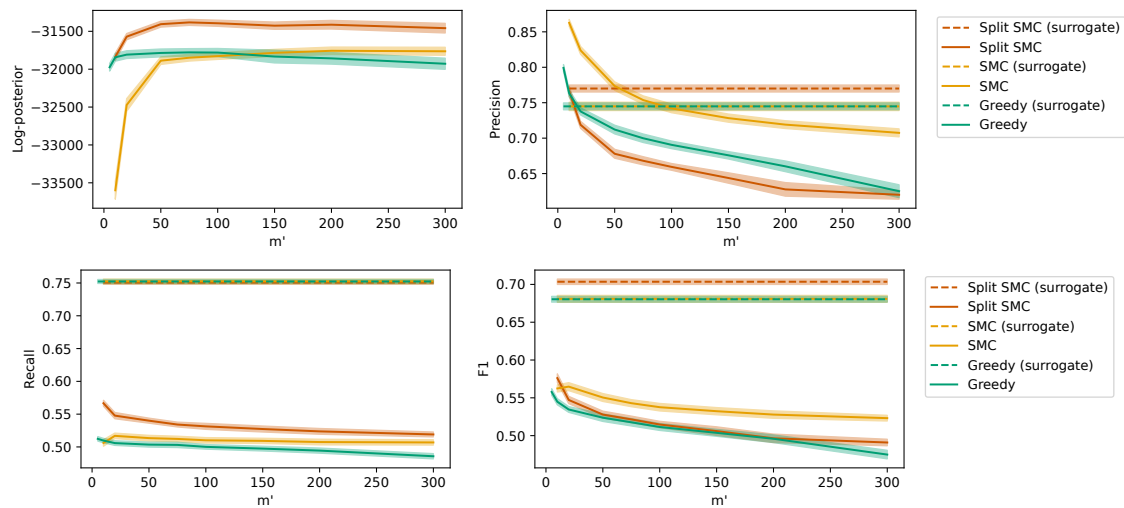 Log-posterior
−31500
−32000
−32500
−33000
−33500
0 50 100 150 200 250 300
m'
Precision
0.85
0.80
0.75
0.70
0.65
0 50 100 150 200 250 300
m'
Split SMC (surrogate)
Split SMC
SMC (surrogate)
SMC
Greedy (surrogate)
Greedy
Recall
0.75
0.70
0.65
0.60
0.55
0.50
0 50 100 150 200 250 300
m'
F1
0.70
0.65
0.60
0.55
0.50
0 50 100 150 200 250 300
m'
Split SMC (surrogate)
Split SMC
SMC (surrogate)
SMC
Greedy (surrogate)
Greedy